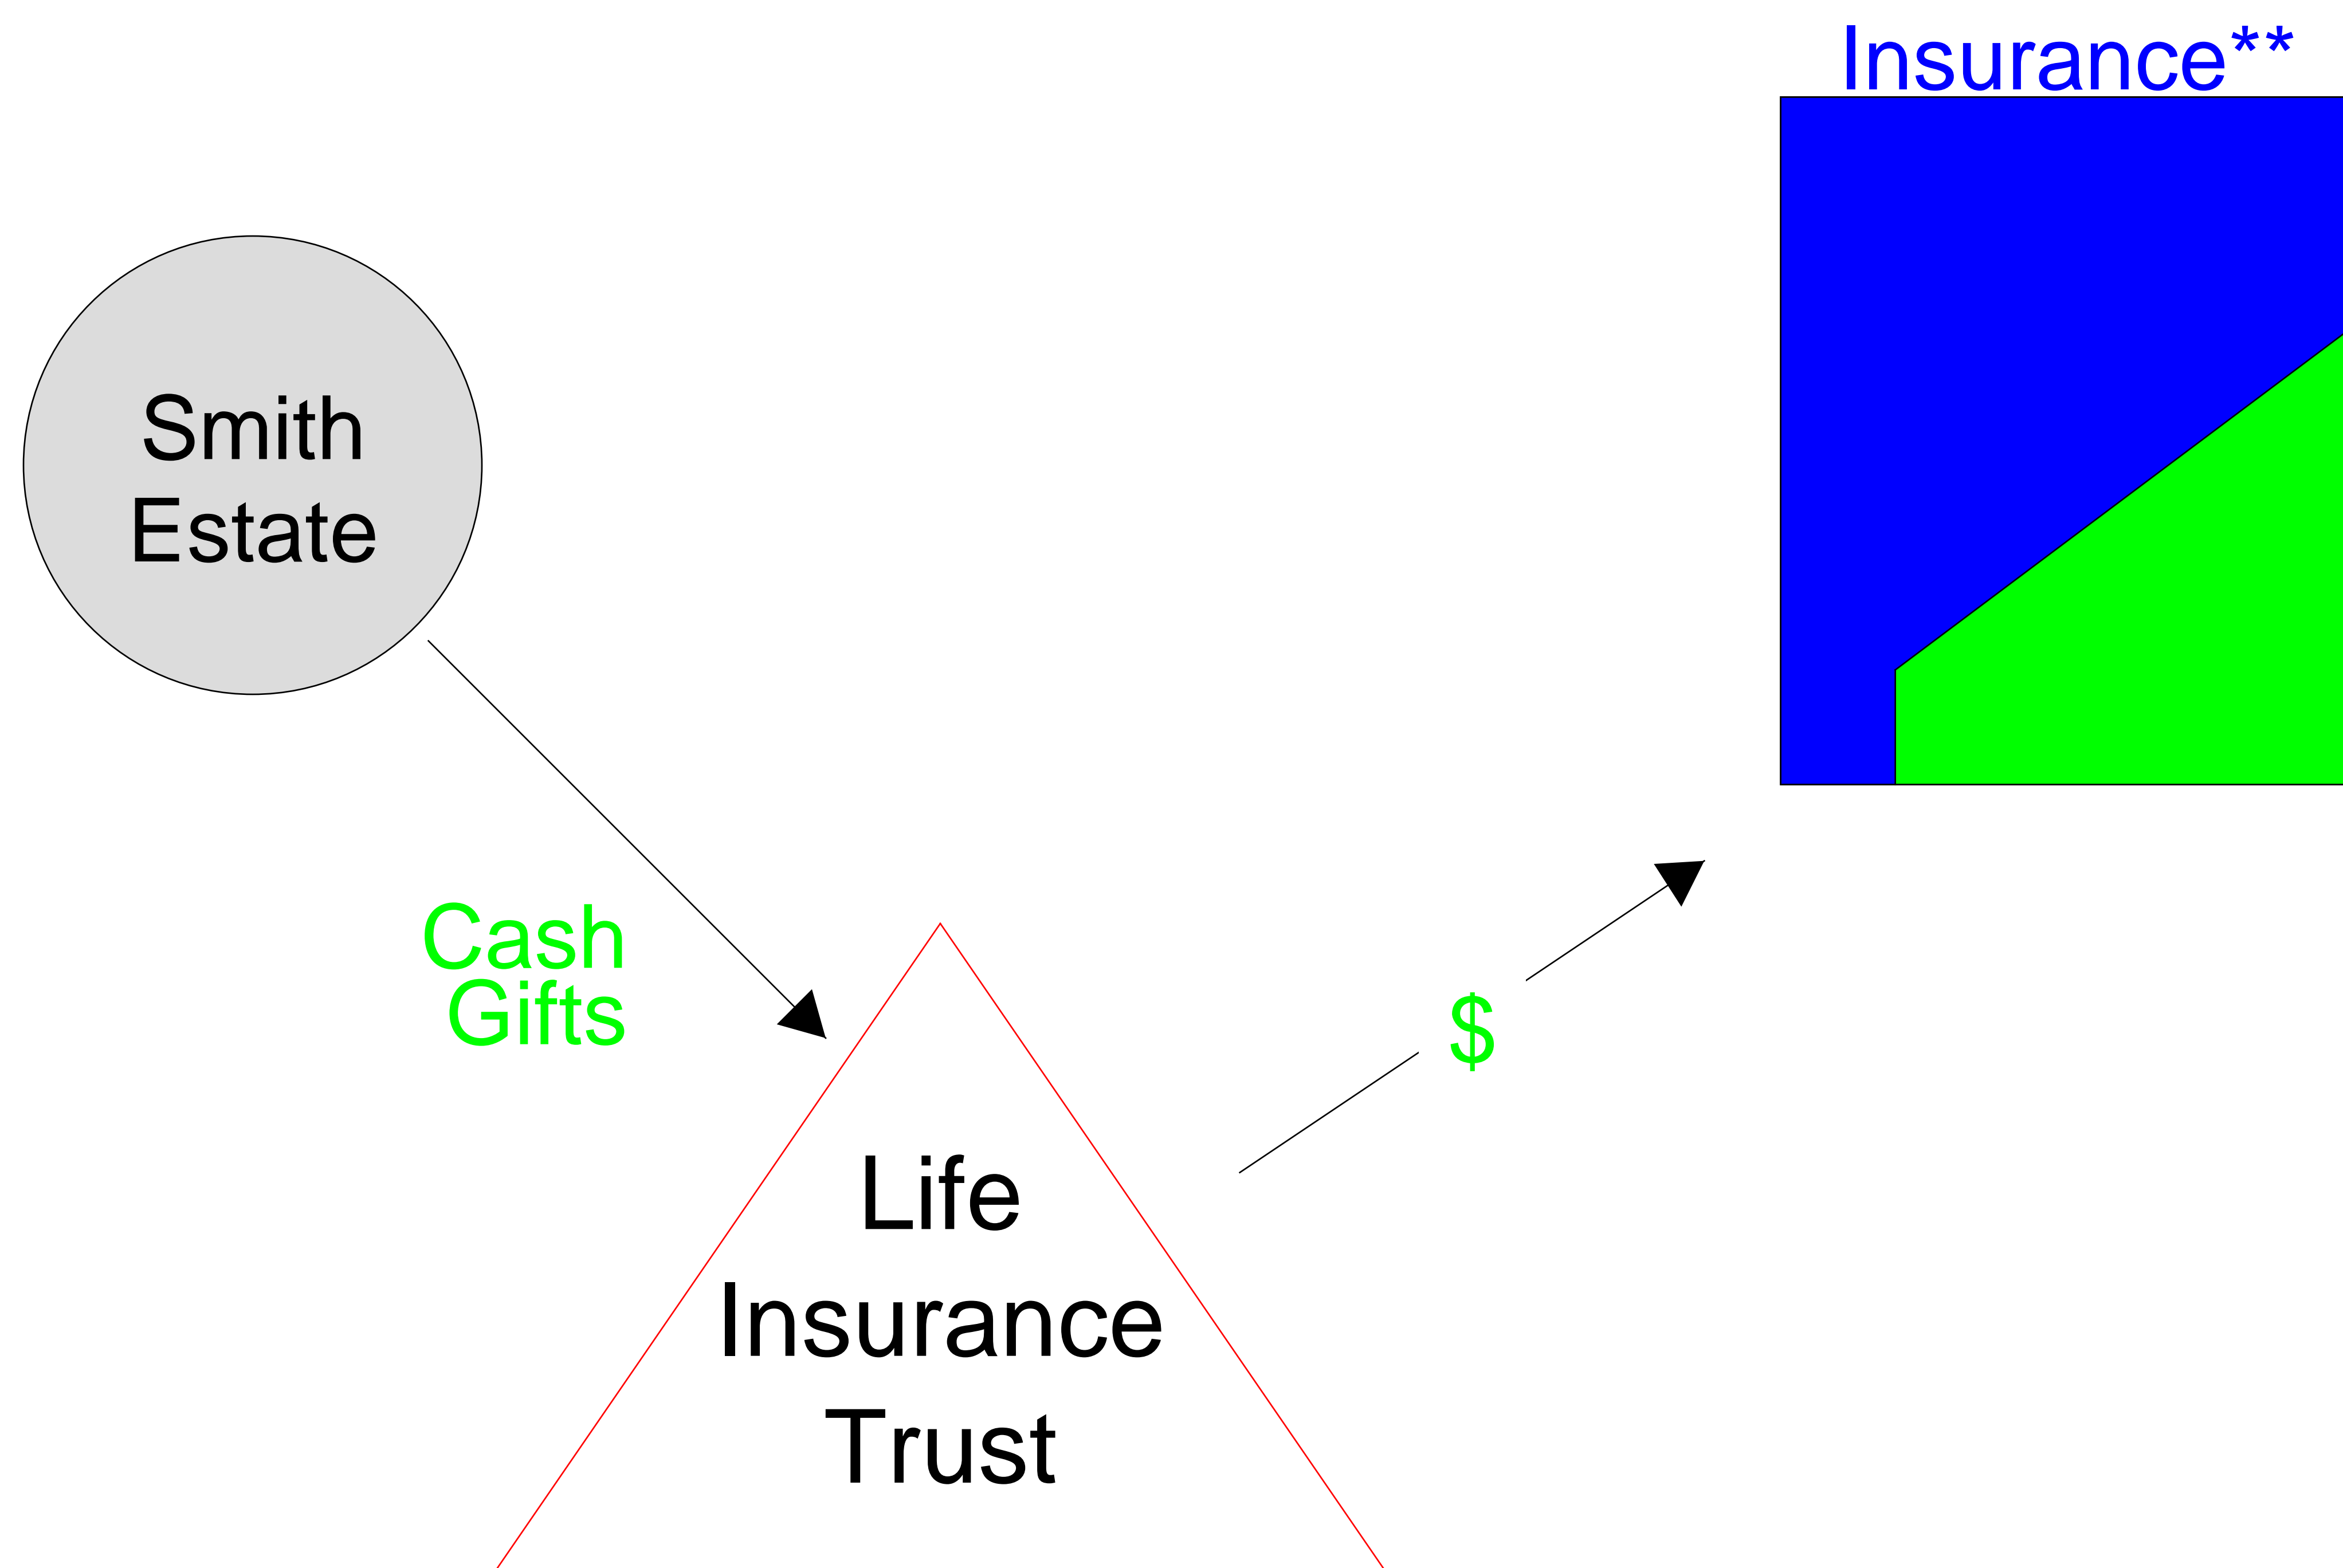 Insurance**
Smith
Estate
Cash
Gifts
$
Life
Insurance
Trust